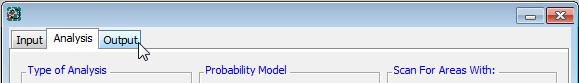 Input Analysis Output
Type of Analysis Probability Model Scan For Areas With: